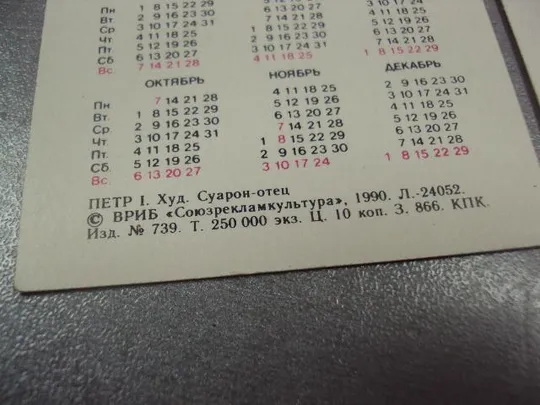 Пн 1 8 15 22 29
Вт. 2 9 16 23 30 6 13 20 27
Ср 3 10 17 24 31 7 14 21 28 4 11 18 25
Чт. 4 11 18 25 1 8 15 22 29 5 12 19 26
Пт. 5 12 19 26 2 9 16 23 30 6 13 20 27
Сб 6 13 20 27 3 10 17 24 31 7 14 21 28
Вс. 7 14 21 28 4 11 18 25 1 8 15 22 29
ОКТЯБРЬ НОЯБРЬ ДЕКАБРЬ
Пн 7 14 21 28 4 11 18 25 2 9 16 23 30
Вт. 1 8 15 22 29 5 12 19 26 3 10 17 24 31
Ср. 2 9 16 23 30 6 13 20 27 4 11 18 25
Чт. 3 10 17 24 31 7 14 21 28 5 12 19 26
Пт. 4 11 18 25 1 8 15 22 29 6 13 20 27
Сб 5 12 19 26 2 9 16 23 30 7 14 21 28
Вс. 6 13 20 27 3 10 17 24 1 8 15 22 29
ПЕТР I. Худ. Суарон-отец
© ВРИБ «Союзрекламкультура», 1990. Л.-24052.
Изд. № 739. Т. 250 000 экз. Ц. 10 коп. З. 866. КПК.